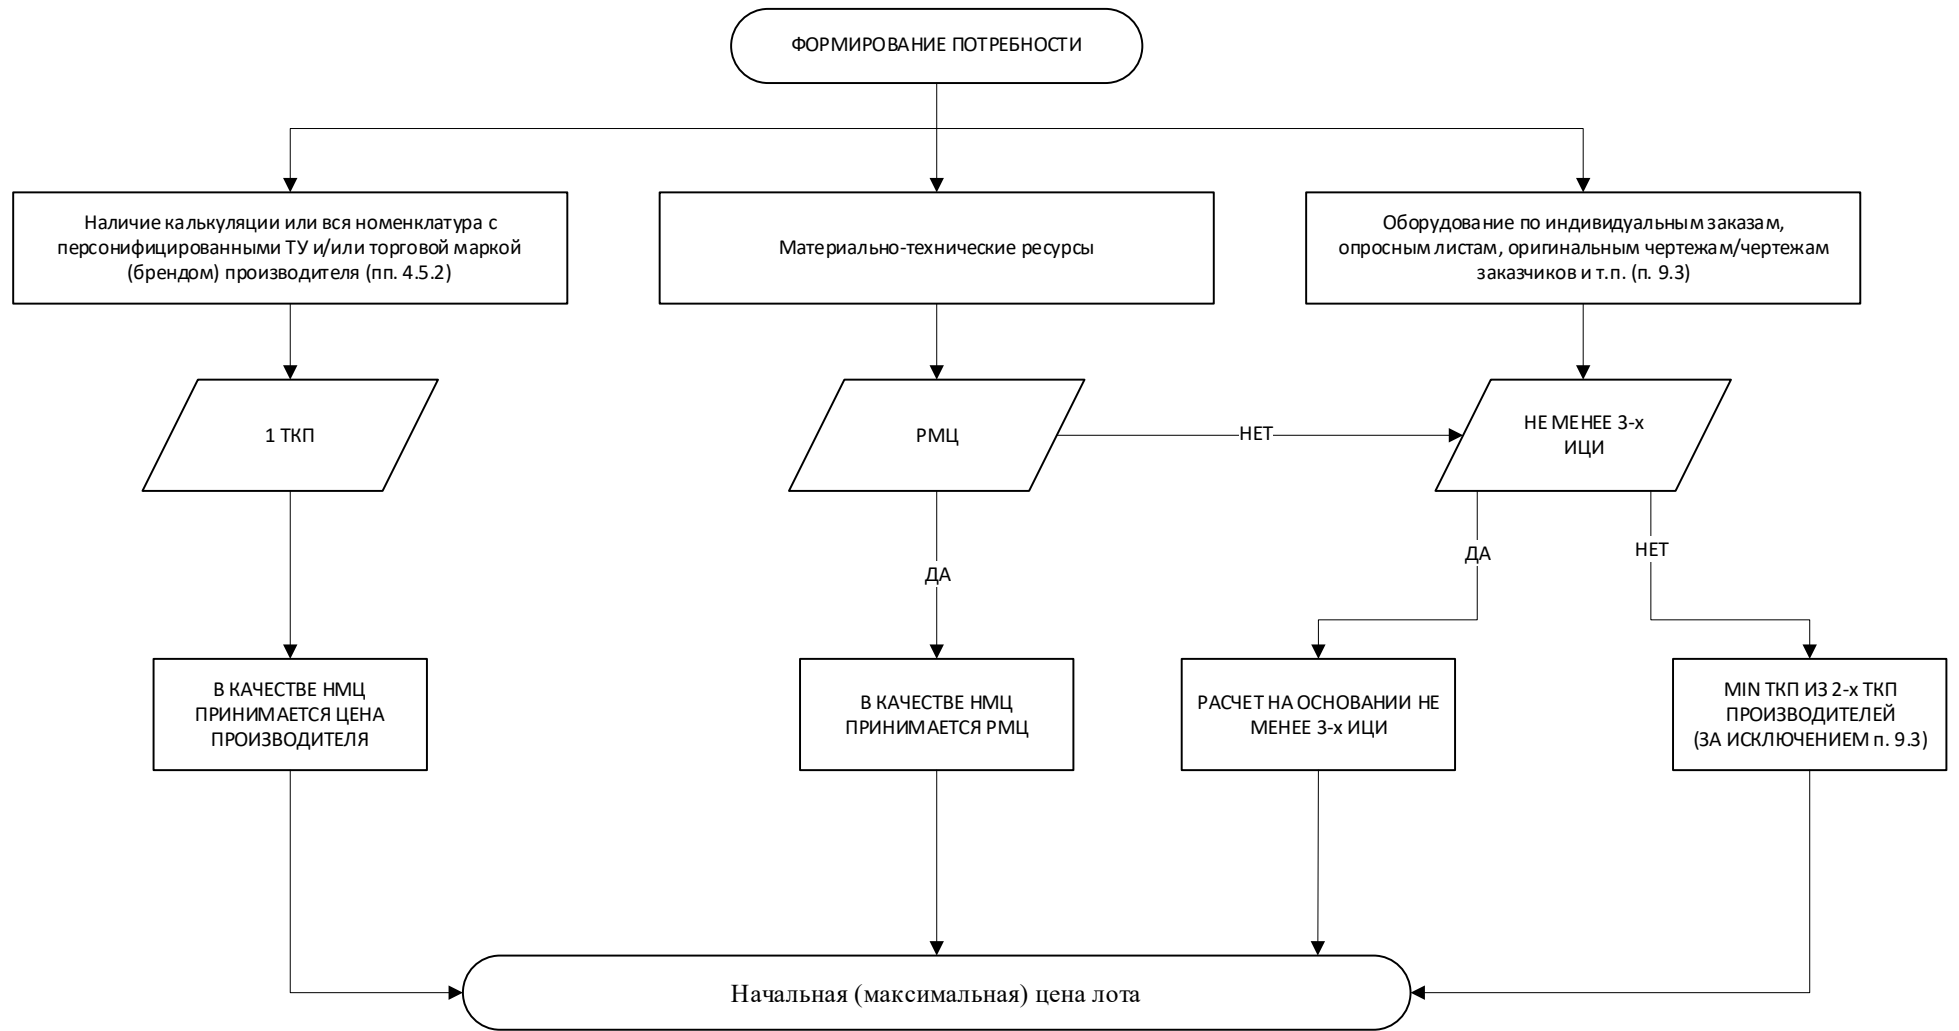 ФОРМИРОВАНИЕ ПОТРЕБНОСТИ
Наличие калькуляции или вся номенклатура с
персонифицированными ТУ и/или торговой маркой
(брендом) производителя (пп. 4.5.2)
Материально-технические ресурсы
Оборудование по индивидуальным заказам,
опросным листам, оригинальным чертежам/чертежам
заказчиков и т.п. (п. 9.3)
1 ТКП
РМЦ
НЕТ
НЕ МЕНЕЕ 3-х
ИЦИ
ДА
ДА
НЕТ
В КАЧЕСТВЕ НМЦ
ПРИНИМАЕТСЯ ЦЕНА
ПРОИЗВОДИТЕЛЯ
В КАЧЕСТВЕ НМЦ
ПРИНИМАЕТСЯ РМЦ
РАСЧЕТ НА ОСНОВАНИИ НЕ
МЕНЕЕ 3-х ИЦИ
MIN ТКП ИЗ 2-х ТКП
ПРОИЗВОДИТЕЛЕЙ
(ЗА ИСКЛЮЧЕНИЕМ п. 9.3)
Начальная (максимальная) цена лота